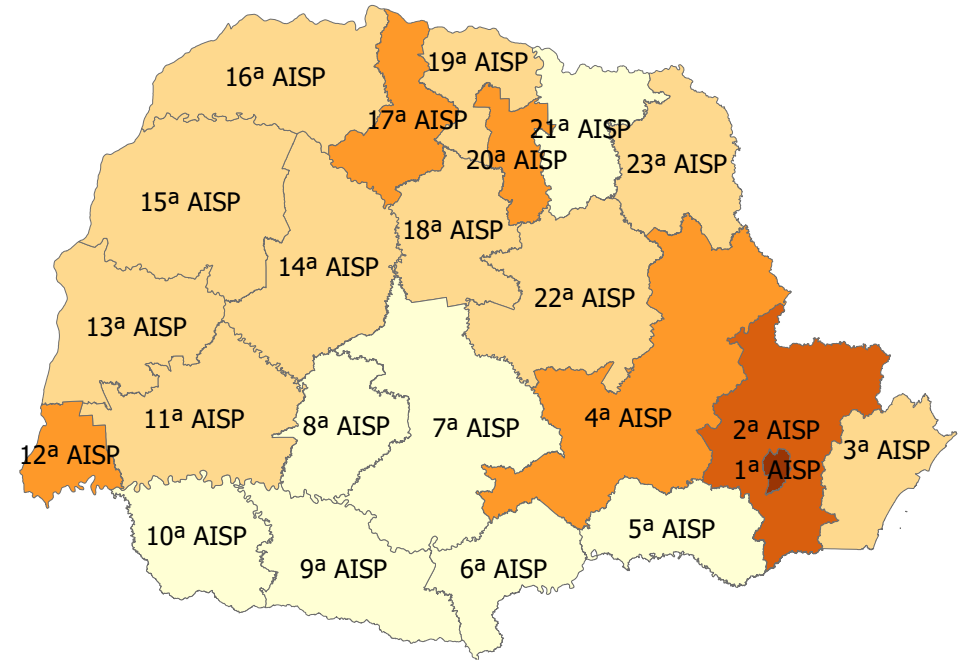 19ª AISP
16ª AISP
17ª AISP
21ª AISP
20ª AISP
23ª AISP
15ª AISP
18ª AISP
14ª AISP
22ª AISP
13ª AISP
11ª AISP
4ª AISP
8ª AISP
7ª AISP
2ª AISP
3ª AISP
12ª AISP
1ª AISP
5ª AISP
10ª AISP
9ª AISP
6ª AISP